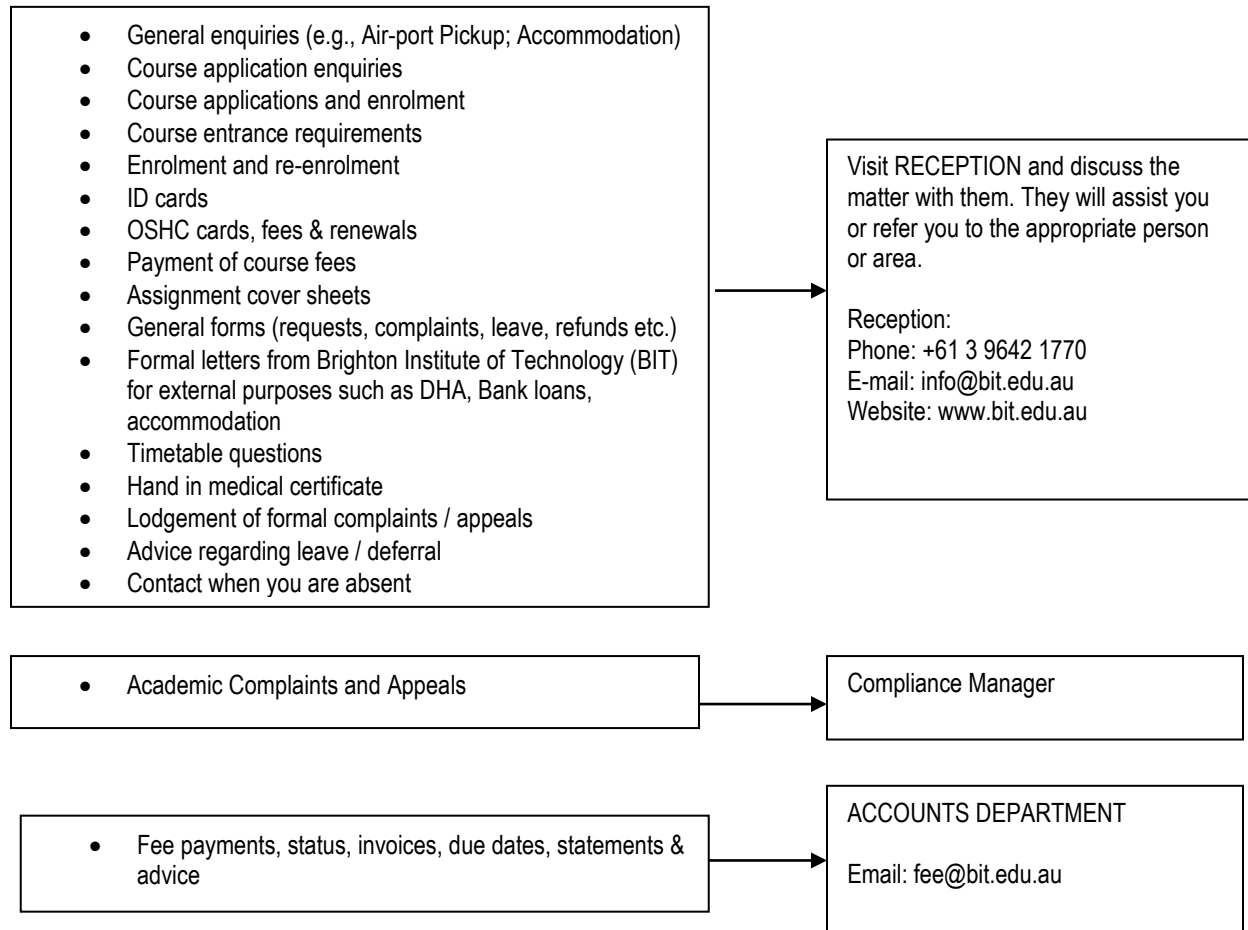 • General enquiries (e.g., Air-port Pickup; Accommodation)
• Course application enquiries
• Course applications and enrolment
• Course entrance requirements
• Enrolment and re-enrolment
• ID cards
• OSHC cards, fees & renewals
• Payment of course fees
• Assignment cover sheets
• General forms (requests, complaints, leave, refunds etc.)
• Formal letters from Brighton Institute of Technology (BIT)
for external purposes such as DHA, Bank loans,
accommodation
• Timetable questions
• Hand in medical certificate
• Lodgement of formal complaints / appeals
• Advice regarding leave / deferral
• Contact when you are absent
Visit RECEPTION and discuss the
matter with them. They will assist you
or refer you to the appropriate person
or area.
Reception:
Phone: +61 3 9642 1770
E-mail: info@bit.edu.au
Website: www.bit.edu.au
• Academic Complaints and Appeals
Compliance Manager
• Fee payments, status, invoices, due dates, statements &
advice
ACCOUNTS DEPARTMENT
Email: fee@bit.edu.au